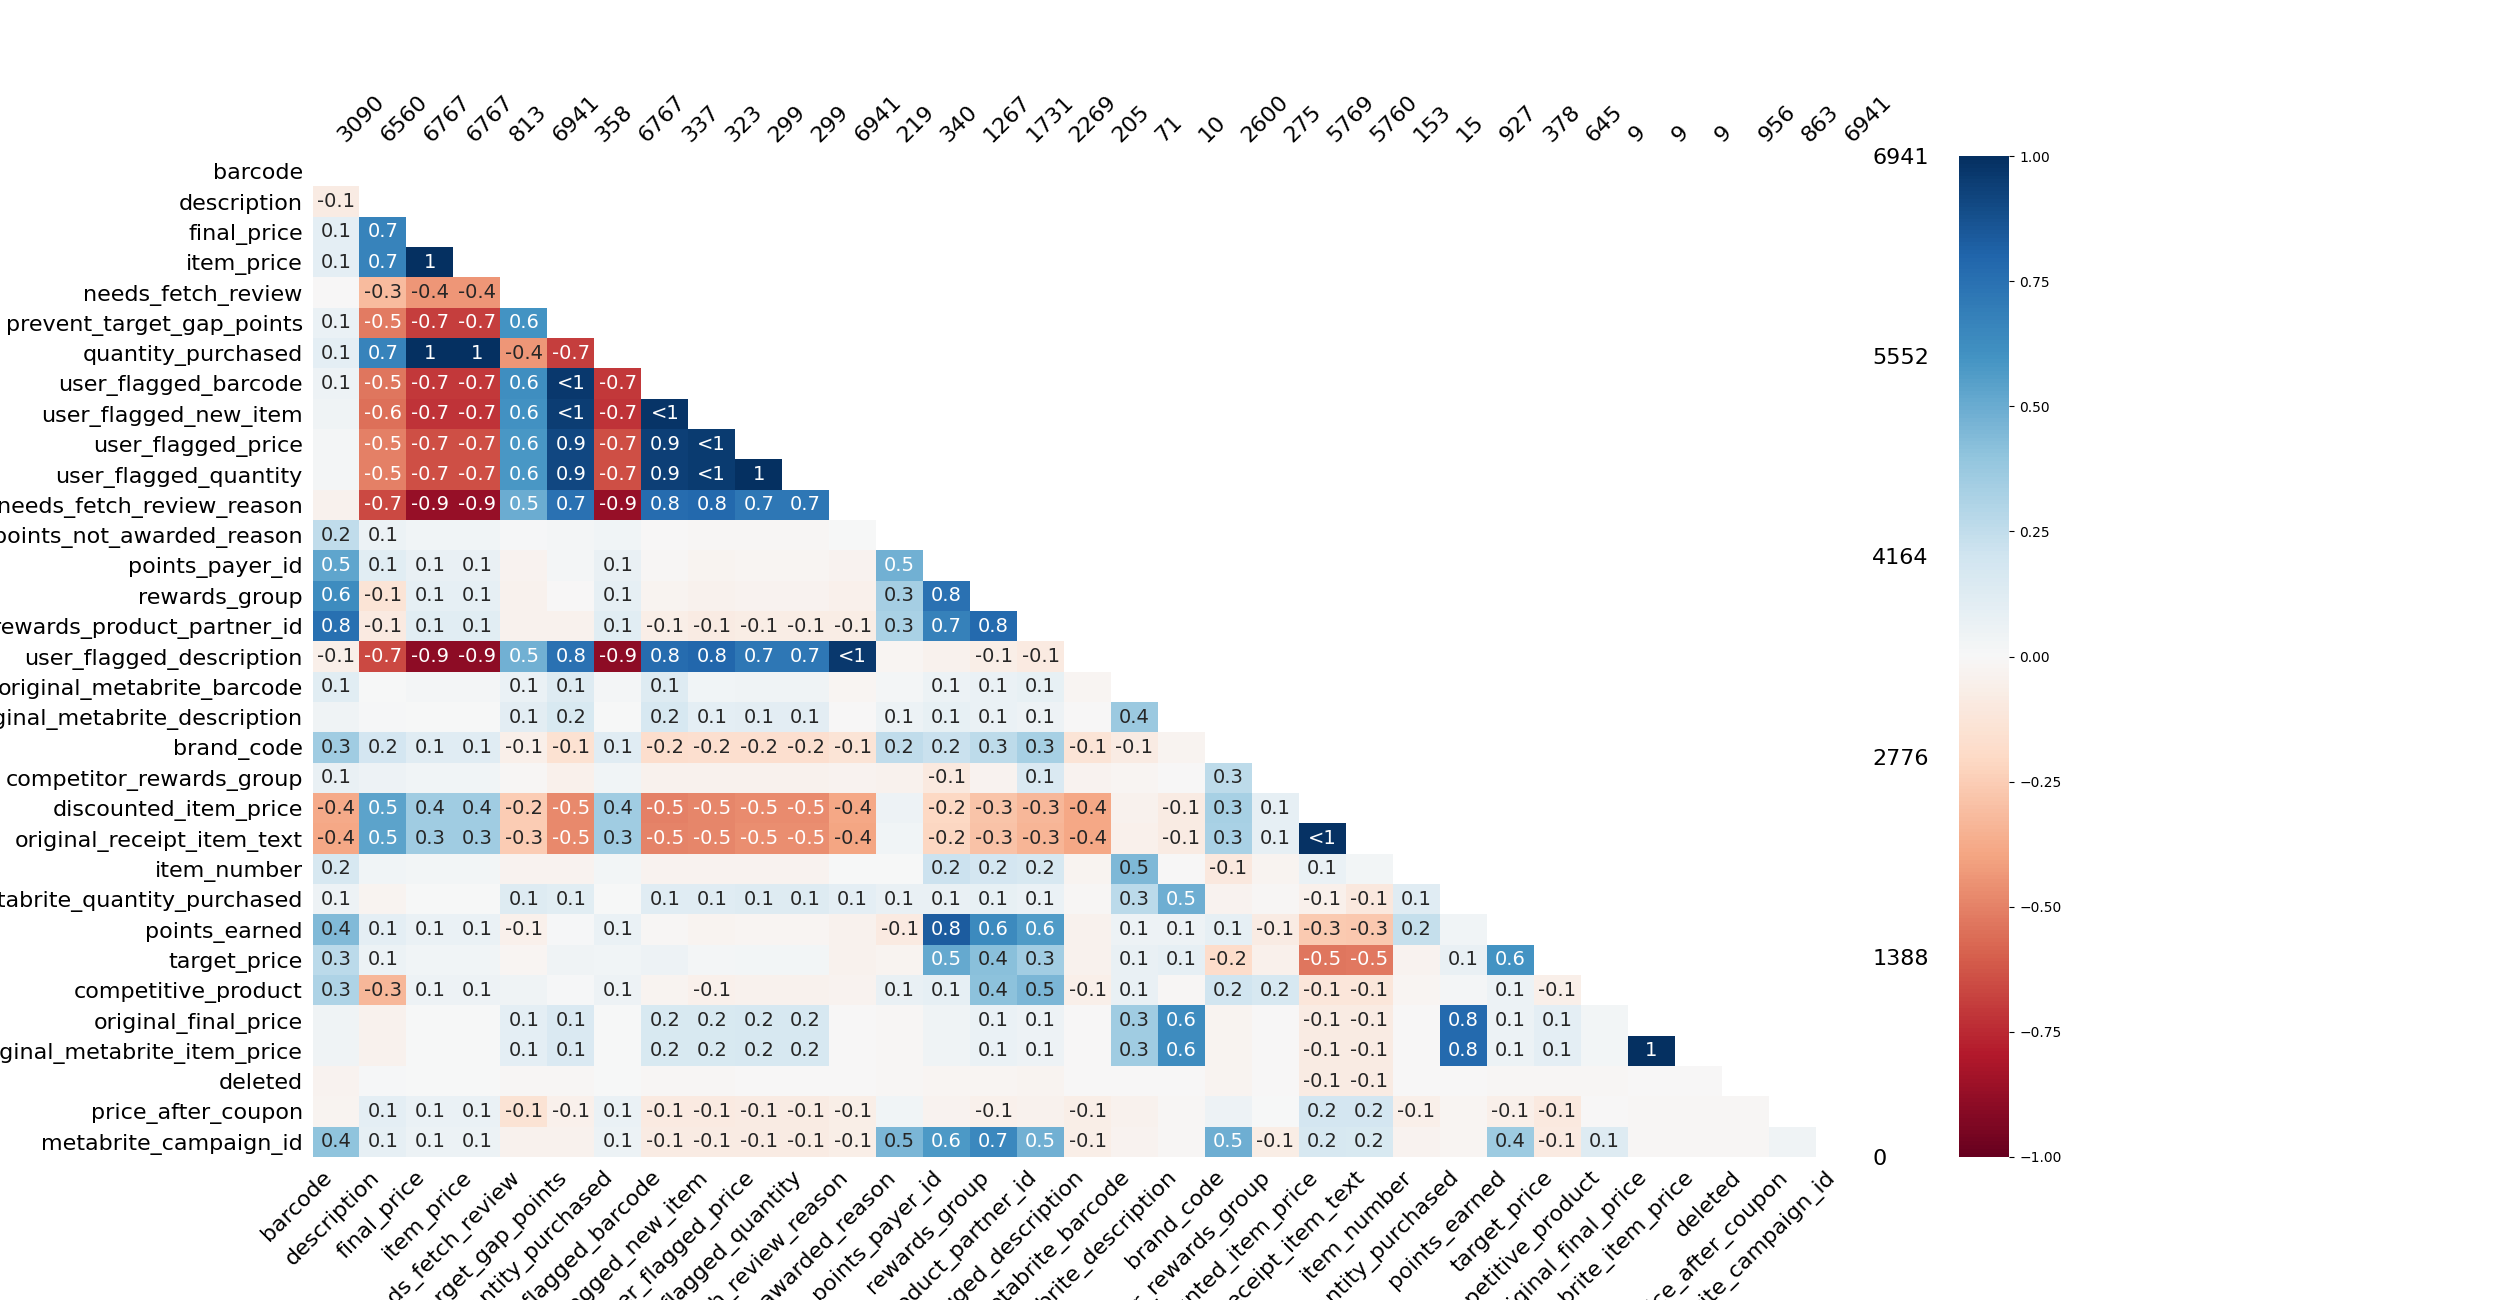 3090 6560 6767 6767 813 6941 358 6767 337 323 299 299 6941 219 340 1267 1731 2269 205 71 10 2600 275 5769 5760 153 15 927 378 645 9 9 9 956 863 6941
barcode
description -0.1
final_price 0.1 0.7
item_price 0.1 0.7 1
needs_fetch_review -0.3 -0.4 -0.4
prevent_target_gap_points 0.1 -0.5 -0.7 -0.7 0.6
quantity_purchased 0.1 0.7 1 1 -0.4 -0.7
user_flagged_barcode 0.1 -0.5 -0.7 -0.7 0.6 <1 -0.7
user_flagged_new_item -0.6 -0.7 -0.7 0.6 <1 -0.7 <1
user_flagged_price -0.5 -0.7 -0.7 0.6 0.9 -0.7 0.9 <1
user_flagged_quantity -0.5 -0.7 -0.7 0.6 0.9 -0.7 0.9 <1 1
needs_fetch_review_reason -0.7 -0.9 -0.9 0.5 0.7 -0.9 0.8 0.8 0.7 0.7
points_not_awarded_reason 0.2 0.1
points_payer_id 0.5 0.1 0.1 0.1 0.1 0.5
rewards_group 0.6 -0.1 0.1 0.1 0.1 0.3 0.8
rewards_product_partner_id 0.8 -0.1 0.1 0.1 0.1 -0.1 -0.1 -0.1 -0.1 -0.1 0.3 0.7 0.8
user_flagged_description -0.1 -0.7 -0.9 -0.9 0.5 0.8 -0.9 0.8 0.8 0.7 0.7 <1 -0.1 -0.1
original_metabrite_barcode 0.1 0.1 0.1 0.1 0.1 0.1 0.1
ginal_metabrite_description 0.1 0.2 0.2 0.1 0.1 0.1 0.1 0.1 0.1 0.1 0.4
brand_code 0.3 0.2 0.1 0.1 -0.1 -0.1 0.1 -0.2 -0.2 -0.2 -0.2 -0.1 0.2 0.2 0.3 0.3 -0.1 -0.1
competitor_rewards_group 0.1 -0.1 0.1 0.3
discounted_item_price -0.4 0.5 0.4 0.4 -0.2 -0.5 0.4 -0.5 -0.5 -0.5 -0.5 -0.4 -0.2 -0.3 -0.3 -0.4 -0.1 0.3 0.1
original_receipt_item_text -0.4 0.5 0.3 0.3 -0.3 -0.5 0.3 -0.5 -0.5 -0.5 -0.5 -0.4 -0.2 -0.3 -0.3 -0.4 -0.1 0.3 0.1 <1
item_number 0.2 0.2 0.2 0.2 0.5 -0.1 0.1
tabrite_quantity_purchased 0.1 0.1 0.1 0.1 0.1 0.1 0.1 0.1 0.1 0.1 0.1 0.1 0.3 0.5 -0.1 -0.1 0.1
points_earned 0.4 0.1 0.1 0.1 -0.1 0.1 -0.1 0.8 0.6 0.6 0.1 0.1 0.1 -0.1 -0.3 -0.3 0.2
target_price 0.3 0.1 0.5 0.4 0.3 0.1 0.1 -0.2 -0.5 -0.5 0.1 0.6
competitive_product 0.3 -0.3 0.1 0.1 0.1 -0.1 0.1 0.1 0.4 0.5 -0.1 0.1 0.2 0.2 -0.1 -0.1 0.1 -0.1
original_final_price 0.1 0.1 0.2 0.2 0.2 0.2 0.1 0.1 0.3 0.6 -0.1 -0.1 0.8 0.1 0.1
ginal_metabrite_item_price 0.1 0.1 0.2 0.2 0.2 0.2 0.1 0.1 0.3 0.6 -0.1 -0.1 0.8 0.1 0.1 1
deleted -0.1 -0.1
price_after_coupon 0.1 0.1 0.1 -0.1 -0.1 0.1 -0.1 -0.1 -0.1 -0.1 -0.1 -0.1 -0.1 0.2 0.2 -0.1 -0.1 -0.1
metabrite_campaign_id 0.4 0.1 0.1 0.1 0.1 -0.1 -0.1 -0.1 -0.1 -0.1 0.5 0.6 0.7 0.5 -0.1 0.5 -0.1 0.2 0.2 0.4 -0.1 0.1
barcode
description
final_price
item_price
ds_fetch_review
rget_gap_points
ntity_purchased
flagged_barcode
agged_new_item
er_flagged_price
flagged_quantity
h_review_reason
awarded_reason
points_payer_id
rewards_group
oduct_partner_id
ged_description
etabrite_barcode
brite_description
brand_code
r_rewards_group
nted_item_price
eceipt_item_text
item_number
ntity_purchased
points_earned
target_price
petitive_product
iginal_final_price
brite_item_price
deleted
ice_after_coupon
ite_campaign_id
6941
5552
4164
2776
1388
0
1.00
0.75
0.50
0.25
0.00
−0.25
−0.50
−0.75
−1.00